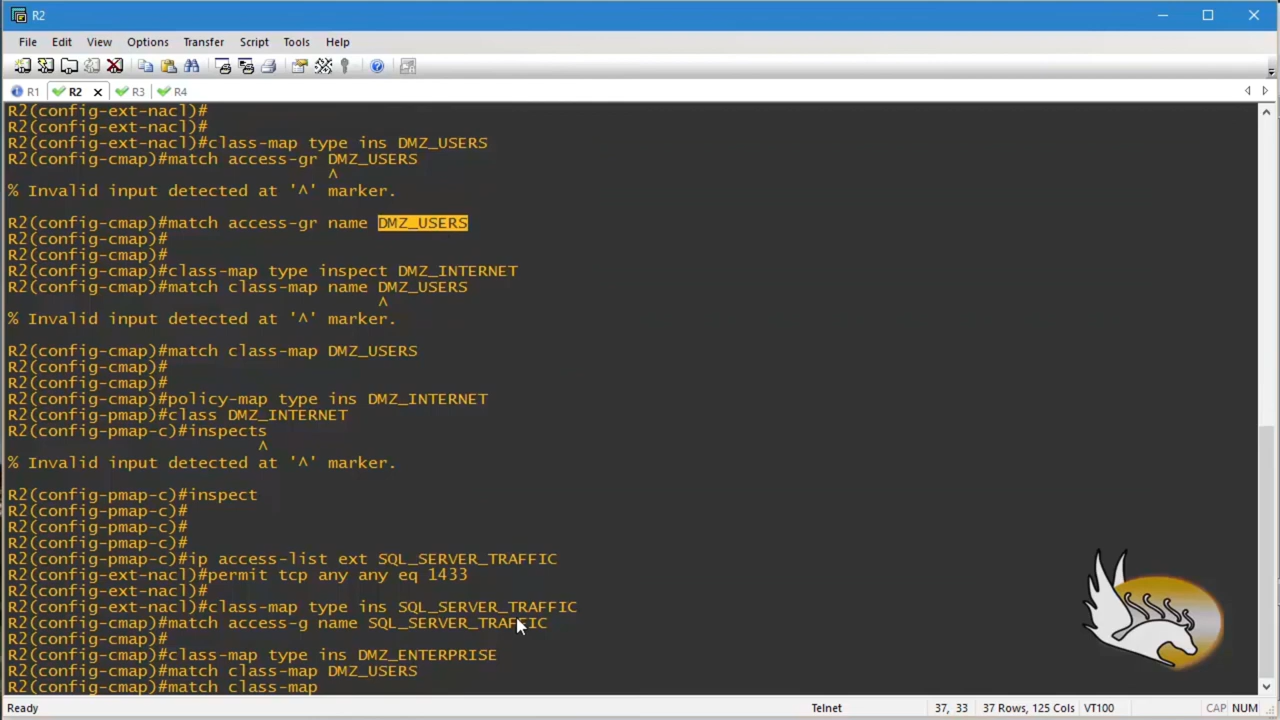 R2
File Edit View Options Transfer Script Tools Help
R1 R2 R3 R4
R2(config-ext-nacl)#
R2(config-ext-nacl)#
R2(config-ext-nacl)#class-map type ins DMZ_USERS
R2(config-cmap)#match access-gr DMZ_USERS
^
% Invalid input detected at '^' marker.
R2(config-cmap)#match access-gr name DMZ_USERS
R2(config-cmap)#
R2(config-cmap)#
R2(config-cmap)#class-map type inspect DMZ_INTERNET
R2(config-cmap)#match class-map name DMZ_USERS
^
% Invalid input detected at '^' marker.
R2(config-cmap)#match class-map DMZ_USERS
R2(config-cmap)#
R2(config-cmap)#
R2(config-cmap)#policy-map type ins DMZ_INTERNET
R2(config-pmap)#class DMZ_INTERNET
R2(config-pmap-c)#inspects
^
% Invalid input detected at '^' marker.
R2(config-pmap-c)#inspect
R2(config-pmap-c)#
R2(config-pmap-c)#
R2(config-pmap-c)#
R2(config-pmap-c)#ip access-list ext SQL_SERVER_TRAFFIC
R2(config-ext-nacl)#permit tcp any any eq 1433
R2(config-ext-nacl)#
R2(config-ext-nacl)#class-map type ins SQL_SERVER_TRAFFIC
R2(config-cmap)#match access-g name SQL_SERVER_TRAFFIC
R2(config-cmap)#
R2(config-cmap)#class-map type ins DMZ_ENTERPRISE
R2(config-cmap)#match class-map DMZ_USERS
R2(config-cmap)#match class-map
Ready Telnet 37, 33 37 Rows, 125 Cols VT100 CAP NUM